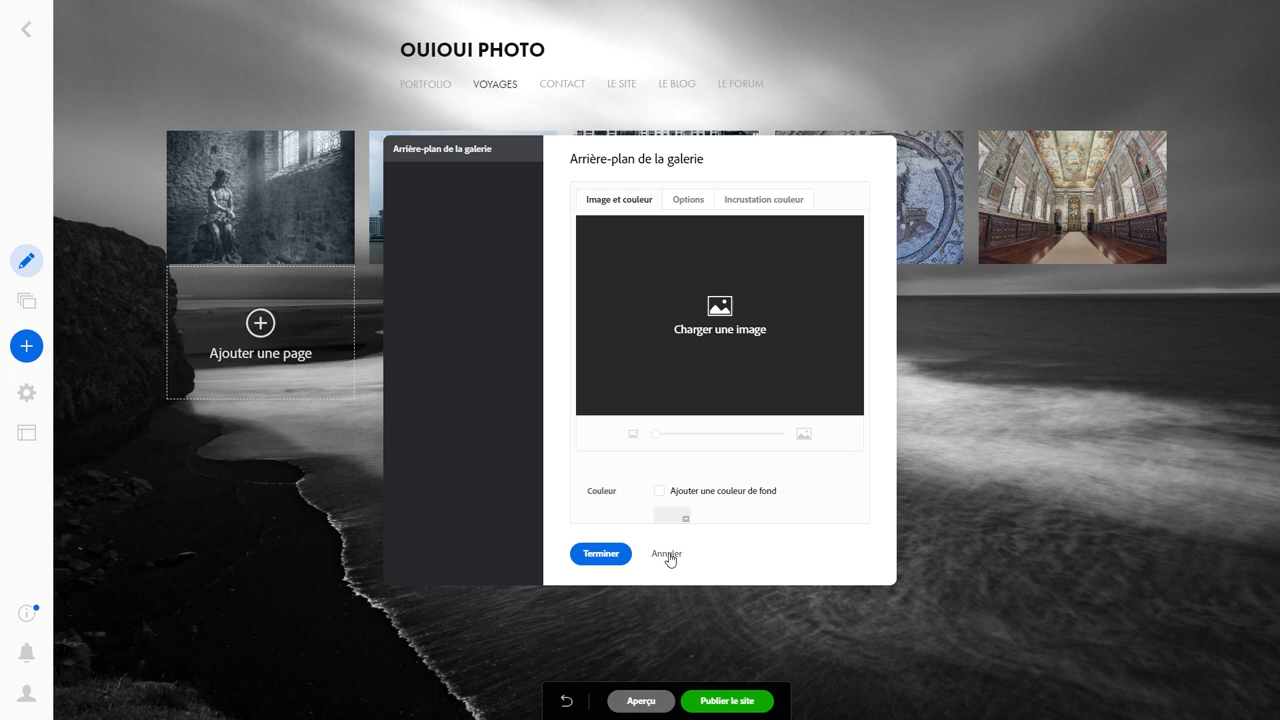 OUIOUI PHOTO
PORTFOLIO VOYAGES CONTACT LE SITE LE BLOG LE FORUM
Arrière-plan de la galerie
Arrière-plan de la galerie
Image et couleur Options Incrustation couleur
Charger une image
Ajouter une page
Couleur Ajouter une couleur de fond
Terminer Annuler
Aperçu Publier le site